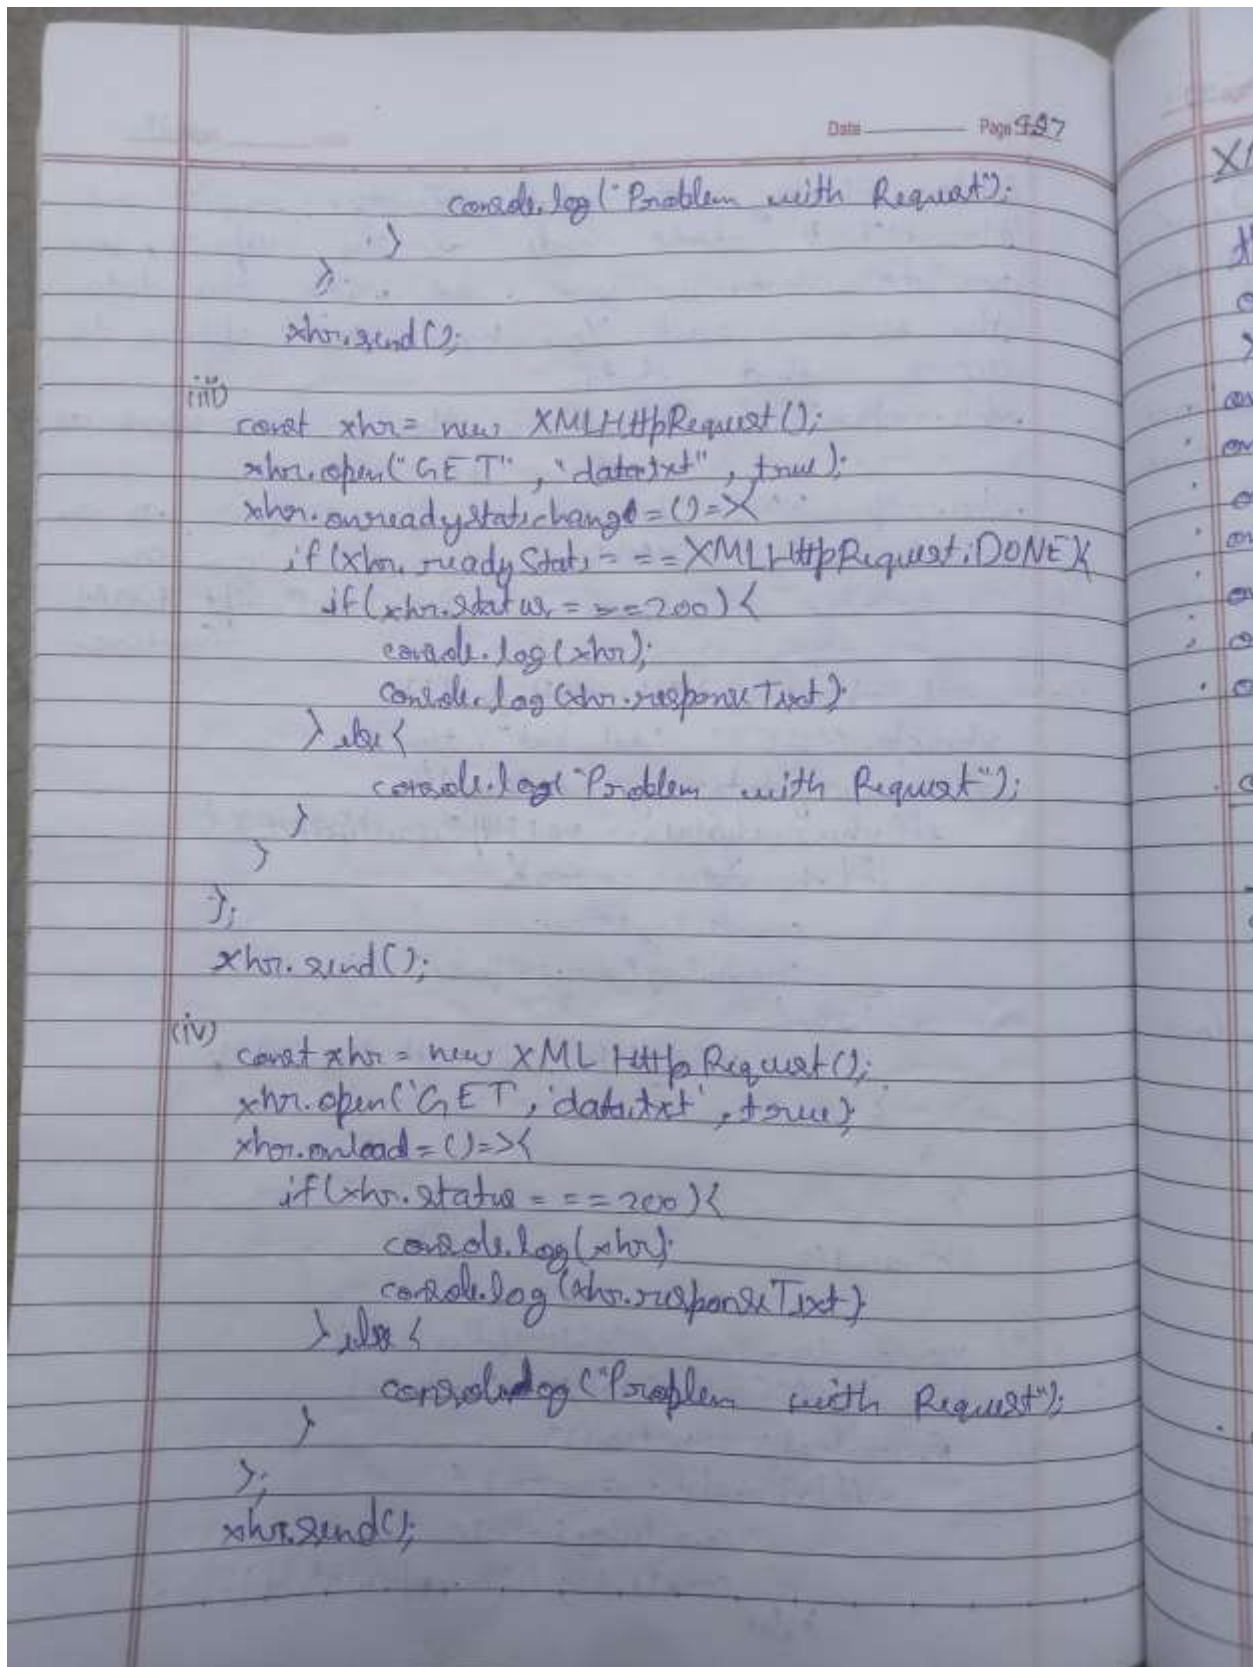 Date Page 
console.log("Problem with Request");
}
};
xhr.send();
(iii)
const xhr = new XMLHttpRequest();
xhr.open("GET", "data.txt", true);
xhr.onreadystatechange = () => {
if(xhr.readyState === XMLHttpRequest.DONE){
if(xhr.status === 200){
console.log(xhr);
console.log(xhr.responseText);
} else {
console.log("Problem with Request");
}
}
};
xhr.send();
(iv)
const xhr = new XMLHttpRequest();
xhr.open('GET', 'data.txt', true);
xhr.onload = () => {
if(xhr.status === 200){
console.log(xhr);
console.log(xhr.responseText);
} else {
console.log("Problem with Request");
}
};
xhr.send();